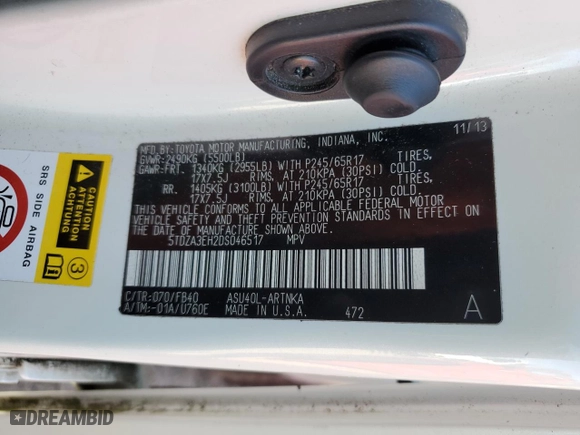 MFD.BY: TOYOTA MOTOR MANUFACTURING, INDIANA, INC. 11/13
GVWR: 2490KG (5500LB)
GAWR:FRT. 1340KG (2955LB) WITH P245/65R17 TIRES,
17X7.5J RIMS, AT 210KPA (30PSI) COLD.
RR. 1405KG (3100LB) WITH P245/65R17 TIRES,
17X7.5J RIMS, AT 210KPA (30PSI) COLD.
THIS VEHICLE CONFORMS TO ALL APPLICABLE FEDERAL MOTOR
VEHICLE SAFETY AND THEFT PREVENTION STANDARDS IN EFFECT ON
THE DATE OF MANUFACTURE SHOWN ABOVE.
5TDZA3EH2DS046517 MPV
C/TR:070/FB40 ASU40L-ARTNKA
A/TM:-01A/U760E MADE IN U.S.A. 472 A
SRS SIDE AIRBAG
DREAMBID